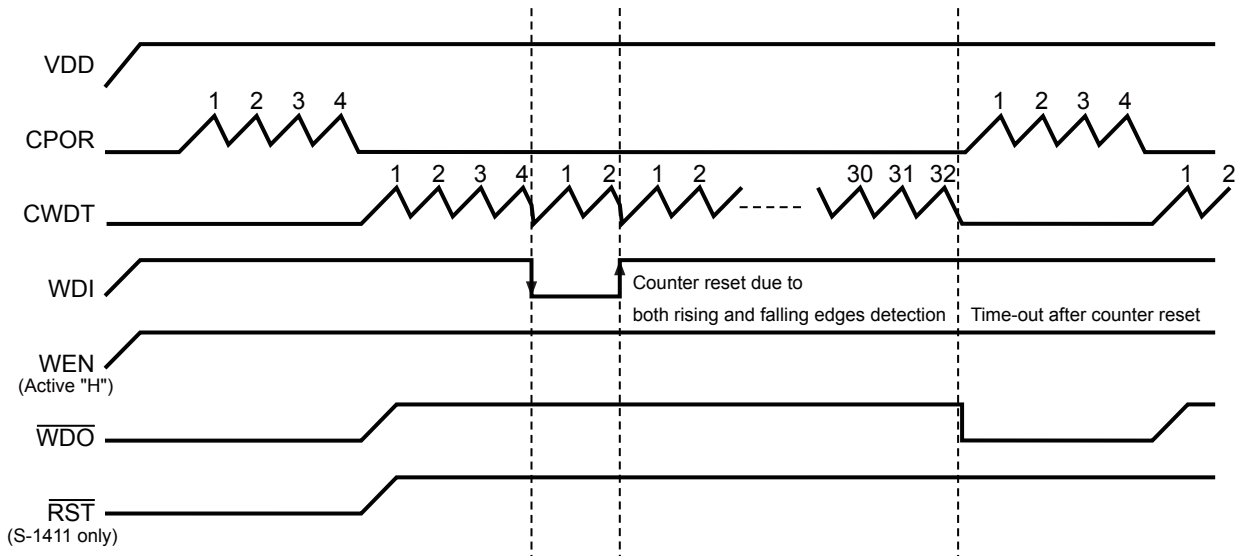 VDD
1 2 3 4 1 2 3 4
CPOR
1 2 3 4 1 2 1 2 30 31 32 1 2
CWDT
WDI
Counter reset due to
both rising and falling edges detection
Time-out after counter reset
WEN
(Active "H")
WDO
RST
(S-1411 only)